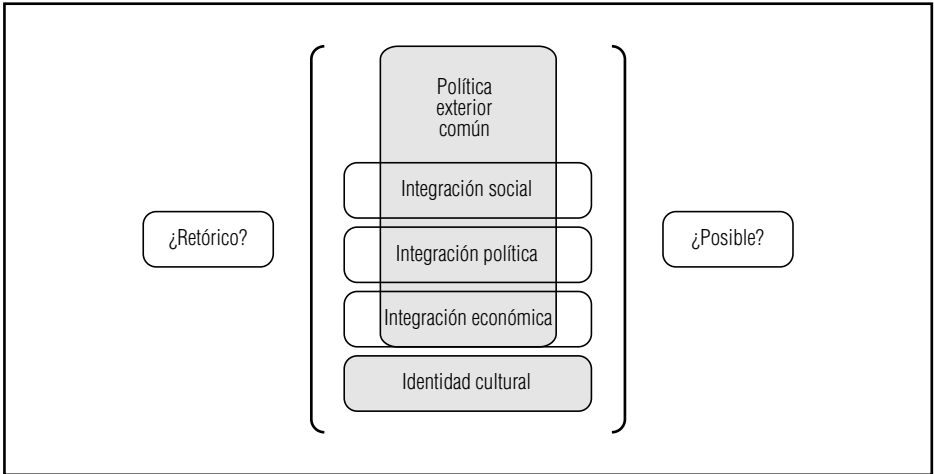 Política
exterior
común
Integración social
¿Retórico?
¿Posible?
Integración política
Integración económica
Identidad cultural